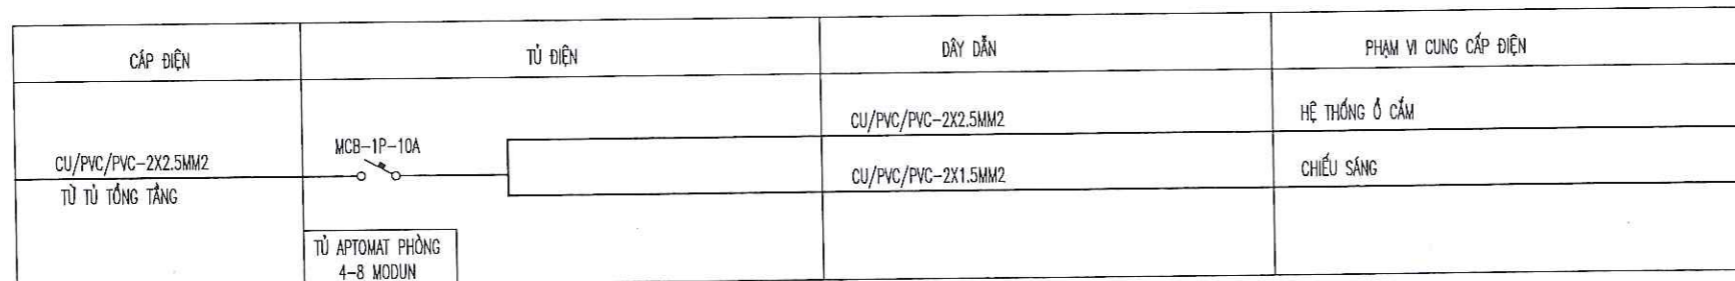 CÁP ĐIỆN
TỦ ĐIỆN
DÂY DẪN
PHẠM VI CUNG CẤP ĐIỆN
CU/PVC/PVC-2X2.5MM2
TỪ TỦ TỔNG TẦNG
MCB-1P-10A
CU/PVC/PVC-2X2.5MM2
HỆ THỐNG Ổ CẮM
CU/PVC/PVC-2X1.5MM2
CHIẾU SÁNG
TỦ APTOMAT PHÒNG
4-8 MODUN